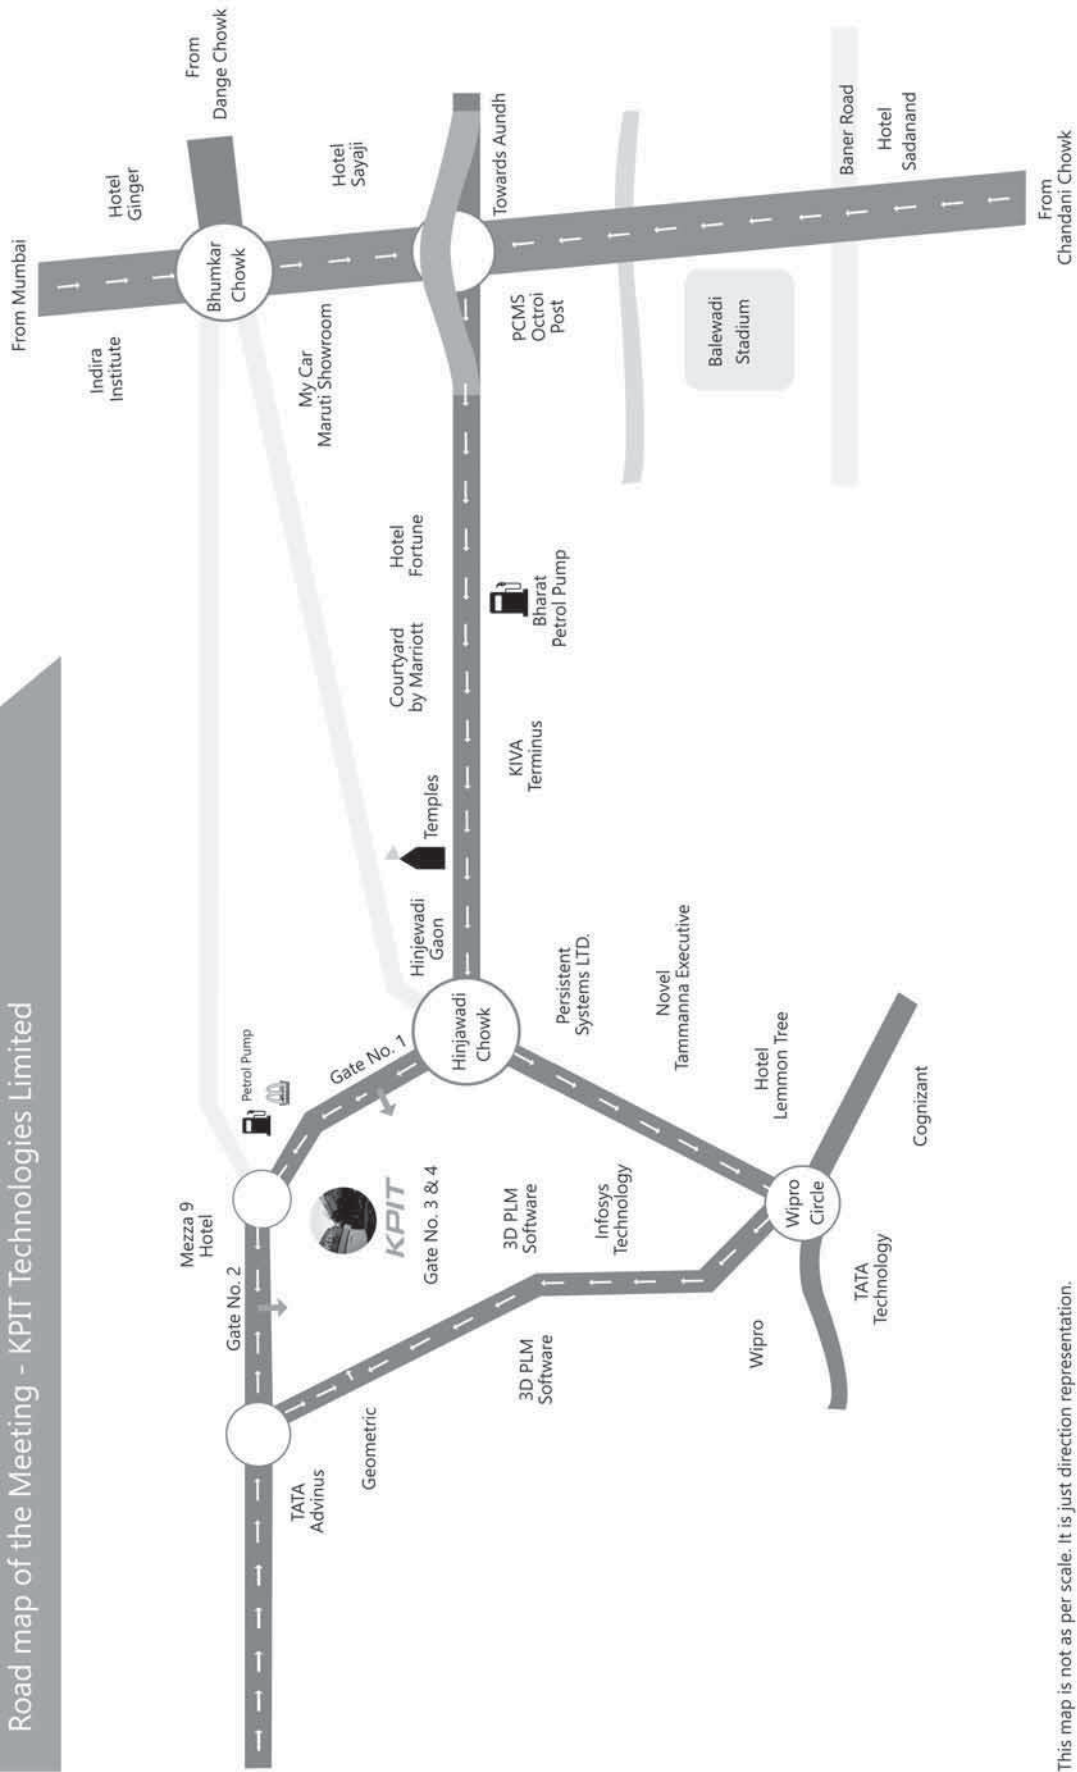 Road map of the Meeting - KPIT Technologies Limited
From Mumbai
Indira
Institute
Hotel
Ginger
From
Dange Chowk
Bhumkar
Chowk
My Car
Maruti Showroom
Hotel
Sayaji
Towards Aundh
PCMS
Octroi
Post
Balewadi
Stadium
Baner Road
Hotel
Sadanand
From
Chandani Chowk
Hotel
Fortune
Courtyard
by Marriott
Bharat
Petrol Pump
KIVA
Terminus
Temples
Hinjewadi
Gaon
Hinjawadi
Chowk
Persistent
Systems LTD.
Novel
Tammanna Executive
Hotel
Lemmon Tree
Cognizant
Wipro
Circle
TATA
Technology
Wipro
Infosys
Technology
3D PLM
Software
3D PLM
Software
Gate No. 1
Petrol Pump
Mezza 9
Hotel
Gate No. 2
KPIT
Gate No. 3 & 4
TATA
Advinus
Geometric
This map is not as per scale. It is just direction representation.